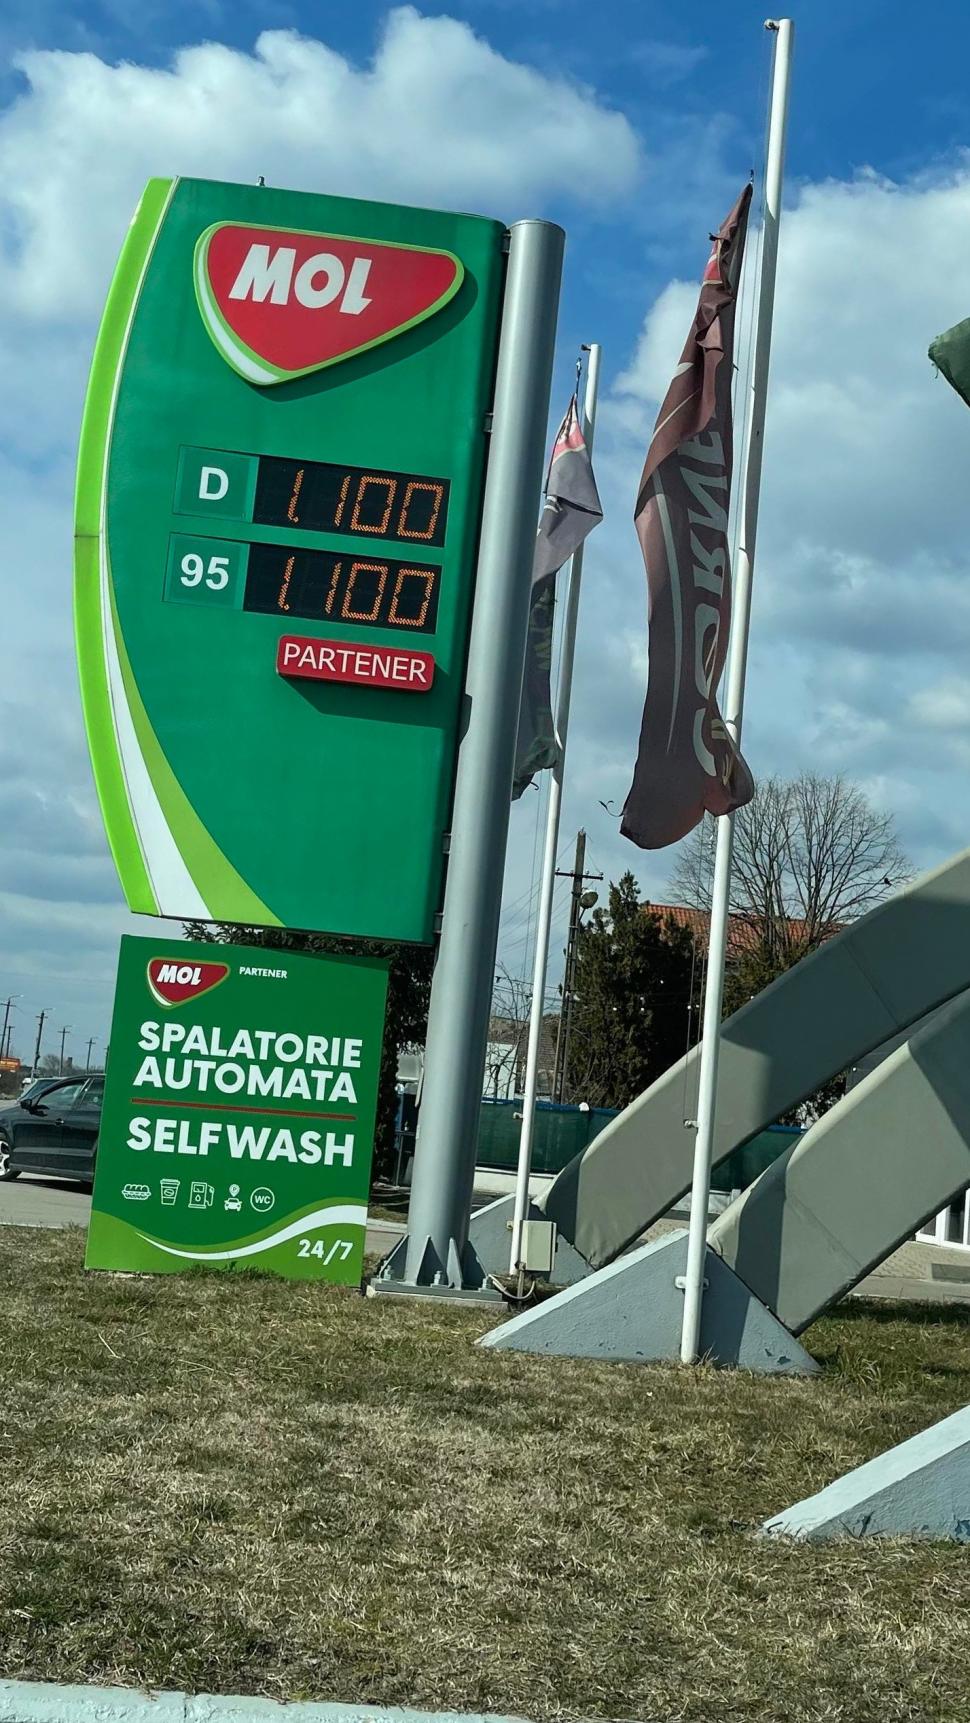 MOL
D 1.100
95 1.100
PARTENER
MOL PARTENER
SPALATORIE
AUTOMATA
SELFWASH
WC
24/7